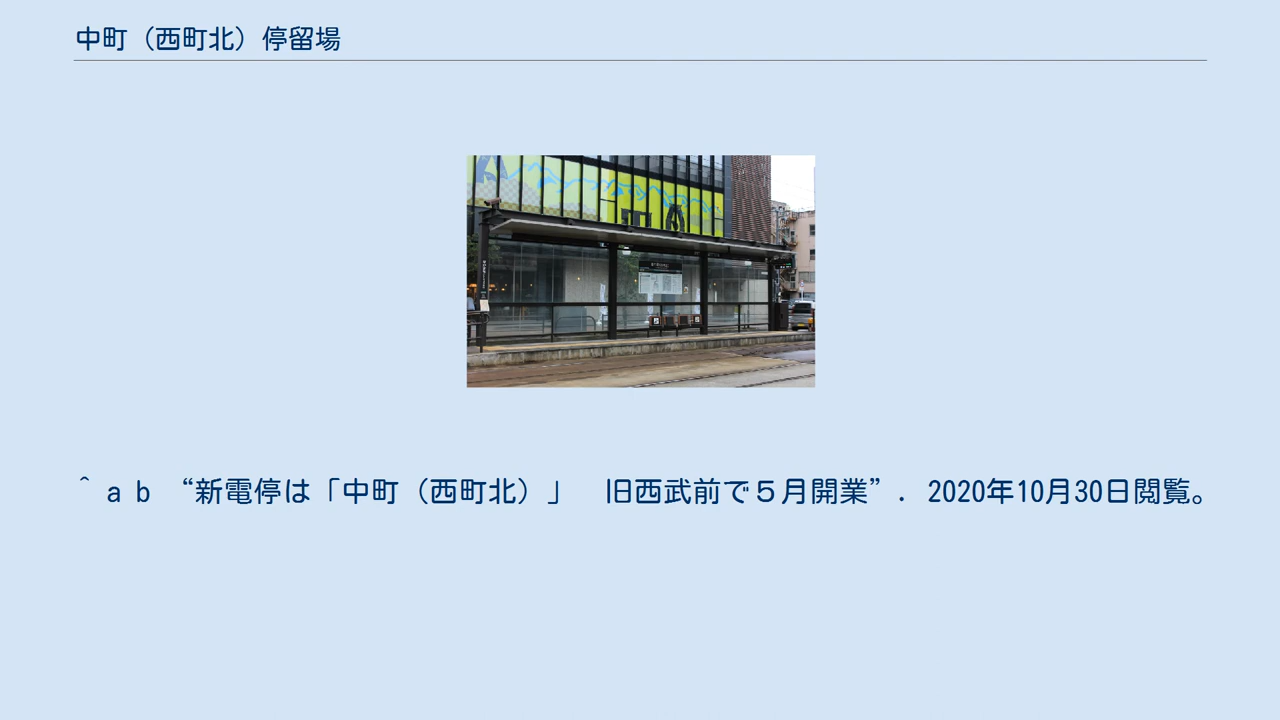 中町（西町北）停留場
^ a b “新電停は「中町（西町北）」　旧西武前で５月開業”. 2020年10月30日閲覧。